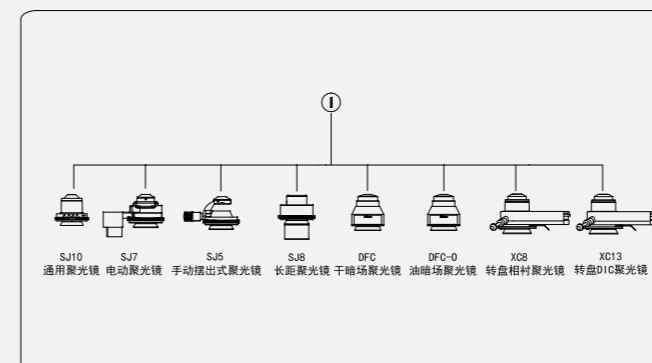 I
SJ10 SJ7 SJ5 SJ8 DFC DFC-O XC8 XC13
通用聚光镜 电动聚光镜 手动摆出式聚光镜 长距聚光镜 干暗场聚光镜 油暗场聚光镜 转盘相衬聚光镜 转盘DIC聚光镜